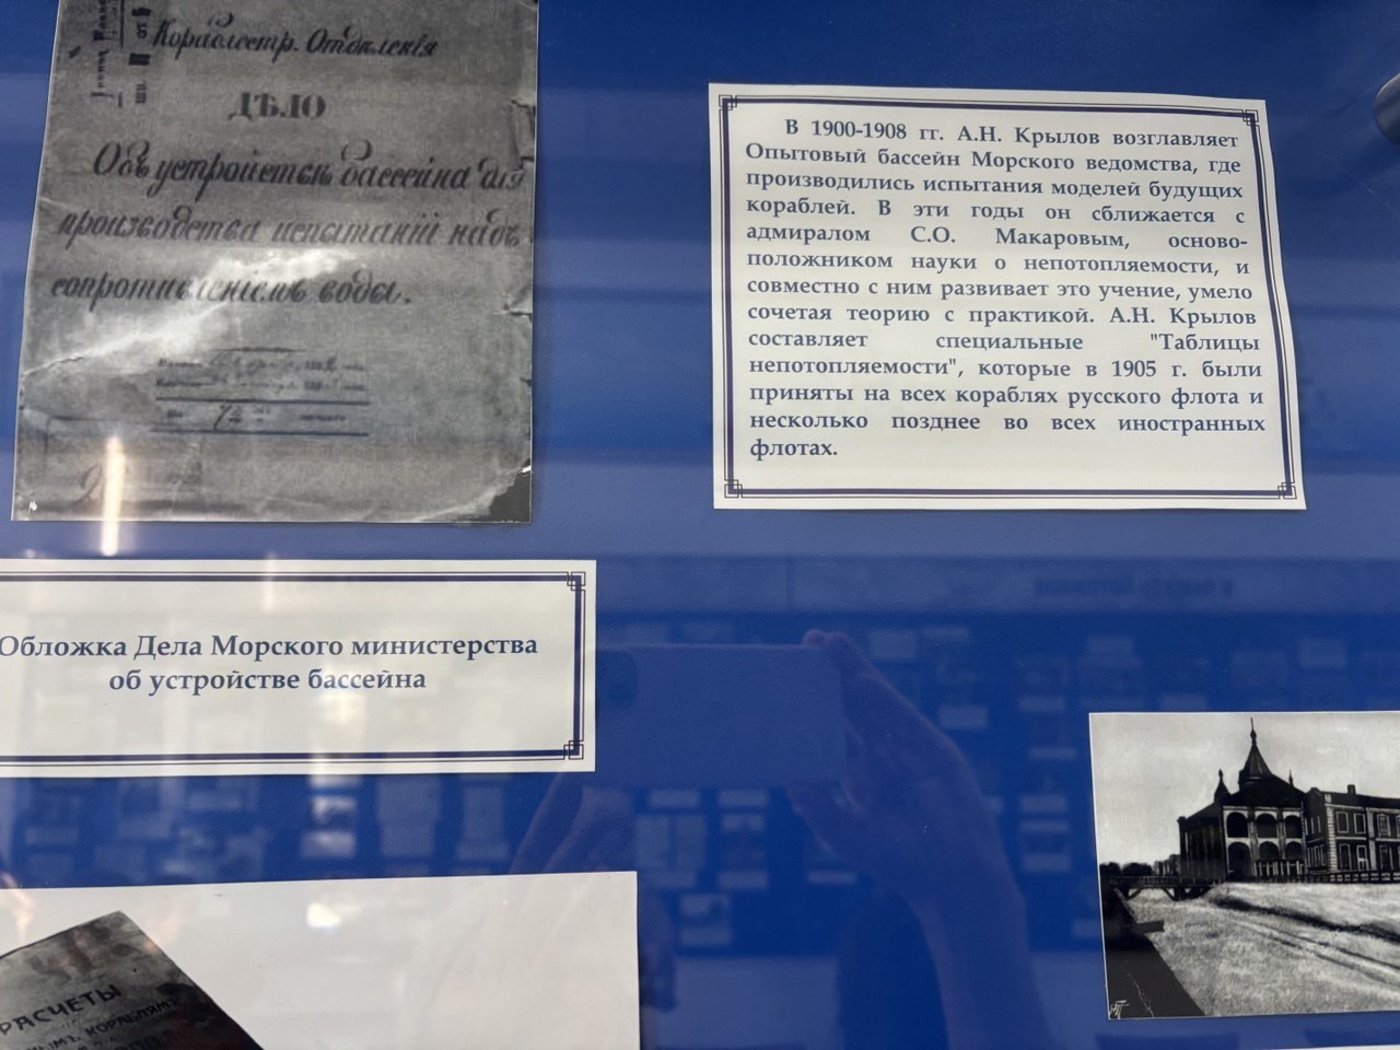 Кораблестр. Отдѣленія
ДѢЛО
Объ устройствѣ бассейна для
производства испытаній надъ
сопротивленіемъ воды.
В 1900-1908 гг. А.Н. Крылов возглавляет
Опытовый бассейн Морского ведомства, где
производились испытания моделей будущих
кораблей. В эти годы он сближается с
адмиралом С.О. Макаровым, осново-
положником науки о непотопляемости, и
совместно с ним развивает это учение, умело
сочетая теорию с практикой. А.Н. Крылов
составляет специальные "Таблицы
непотопляемости", которые в 1905 г. были
приняты на всех кораблях русского флота и
несколько позднее во всех иностранных
флотах.
Обложка Дела Морского министерства
об устройстве бассейна
РАСЧЕТЫ
КОРАБЛЯМЪ